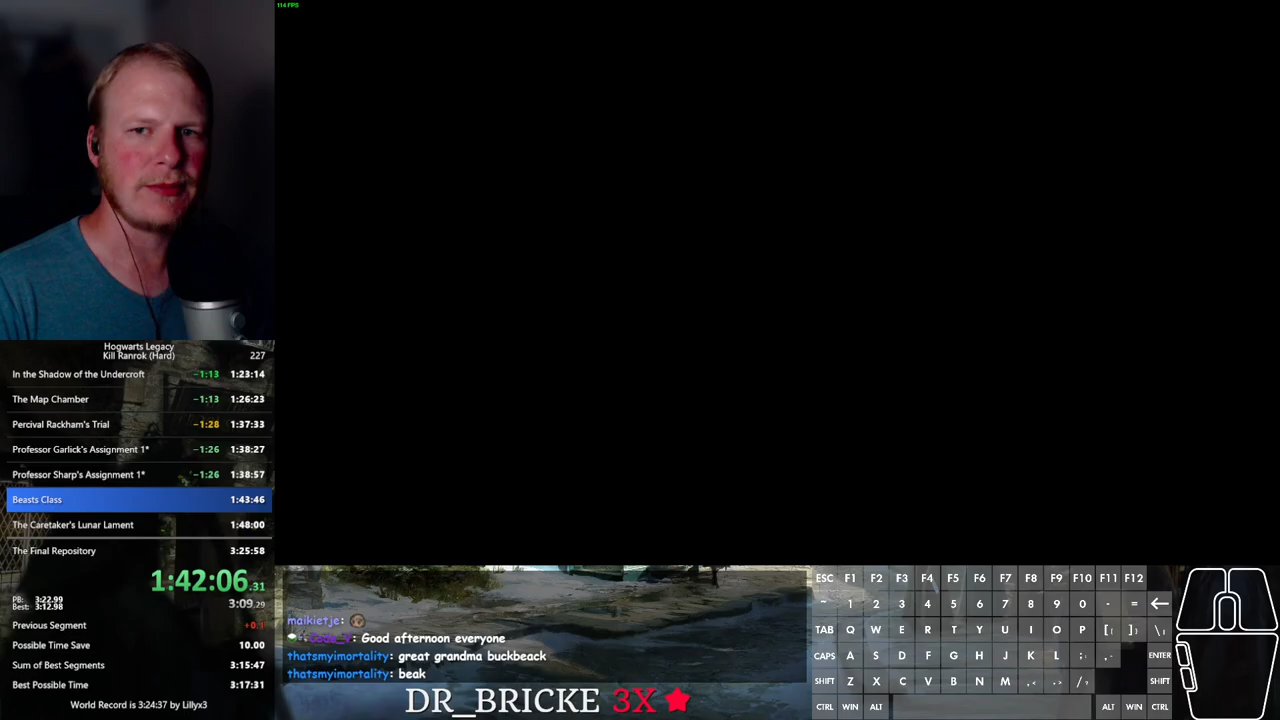 114 FPS
Hogwarts Legacy
Kill Ranrok (Hard) 227
In the Shadow of the Undercroft -1:13 1:23:14
The Map Chamber -1:13 1:26:23
Percival Rackham's Trial -1:28 1:37:33
Professor Garlick's Assignment 1* -1:26 1:38:27
Professor Sharp's Assignment 1* -1:26 1:38:57
Beasts Class 1:43:46
The Caretaker's Lunar Lament 1:48:00
The Final Repository 3:25:58
1:42:06.31
PB: 3:22.99
Best: 3:12.98 3:09.29
Previous Segment
Possible Time Save 10.00
Sum of Best Segments 3:15:47
Best Possible Time 3:17:31
World Record is 3:24:37 by Lillyx3
maikietje:
: Good afternoon everyone
thatsmyimortality: great grandma buckbeack
thatsmyimortality: beak
DR_BRICKE 3X
ESC F1 F2 F3 F4 F5 F6 F7 F8 F9 F10 F11 F12
~ 1 2 3 4 5 6 7 8 9 0 - = ←
TAB Q W E R T Y U I O P [{ ]} \|
CAPS A S D F G H J K L ;: ENTER
SHIFT Z X C V B N M ,< .> /? SHIFT
CTRL WIN ALT ALT WIN CTRL